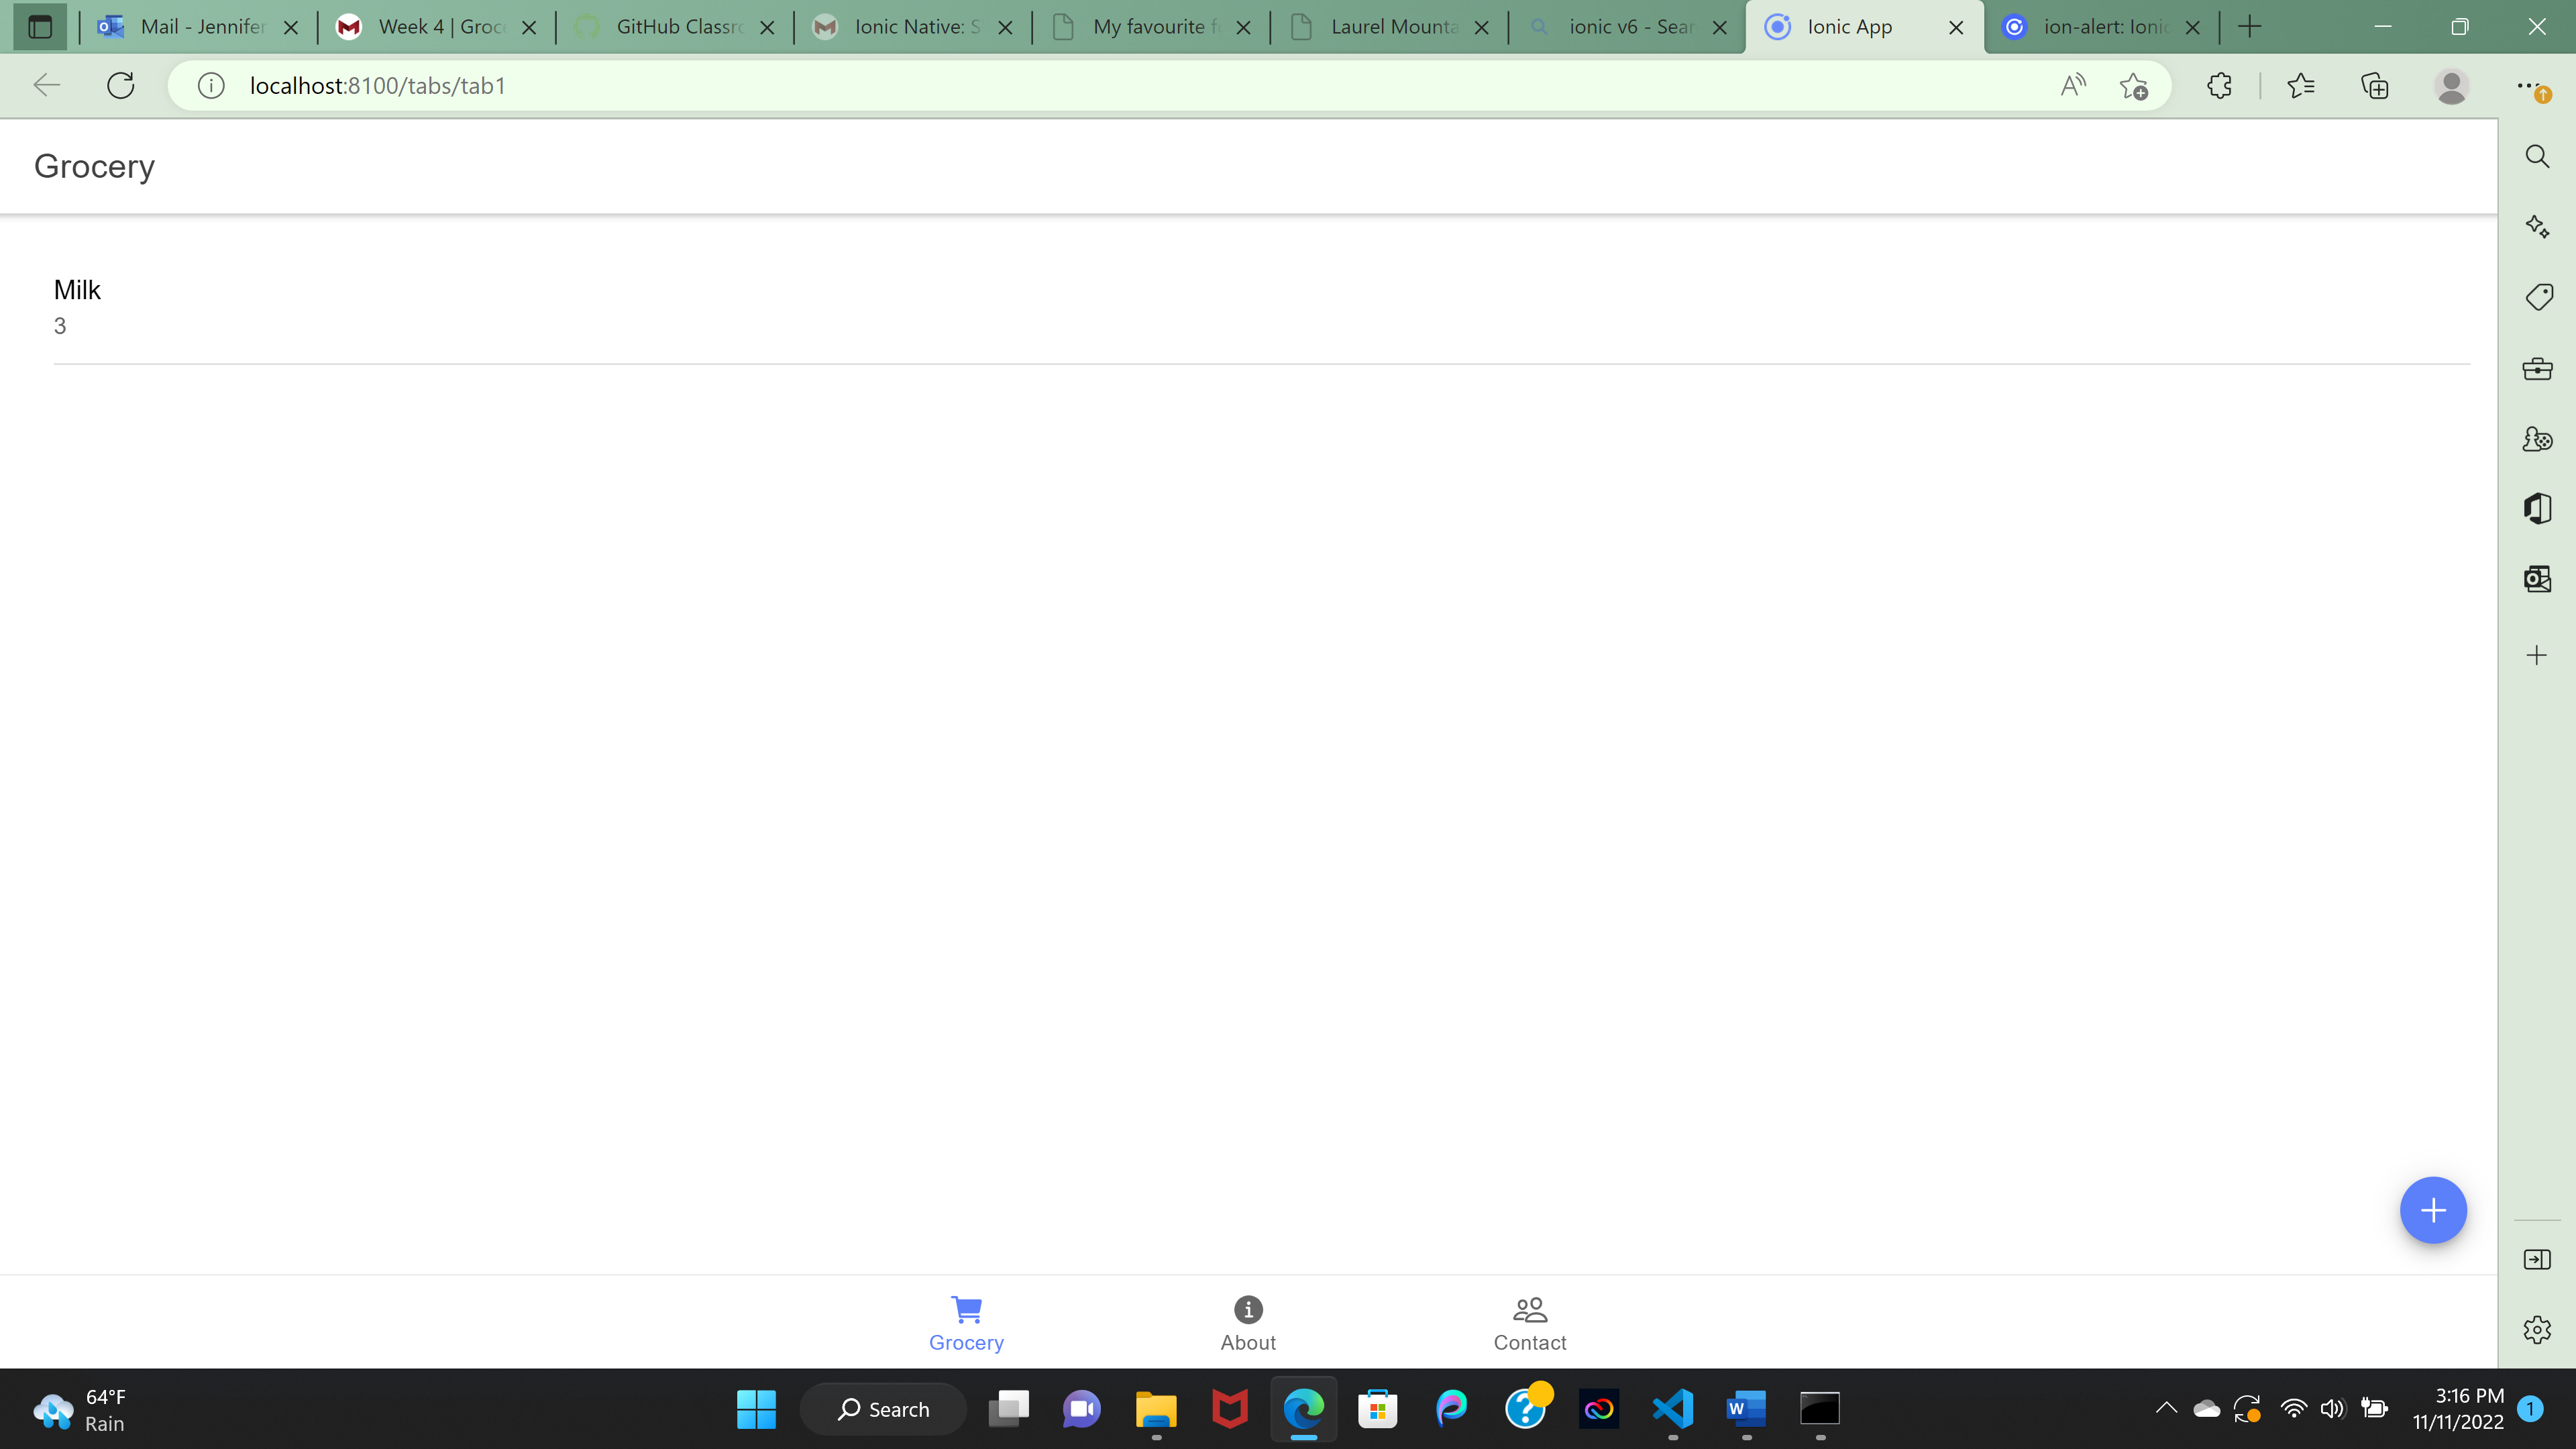 Mail - Jennifer
Week 4 | Groce
GitHub Classro
Ionic Native: S
My favourite f
Laurel Mounta
ionic v6 - Sear
Ionic App
ion-alert: Ionic
localhost:8100/tabs/tab1
Grocery
Milk
3
Grocery
About
Contact
64°F
Rain
Search
3:16 PM
11/11/2022
1